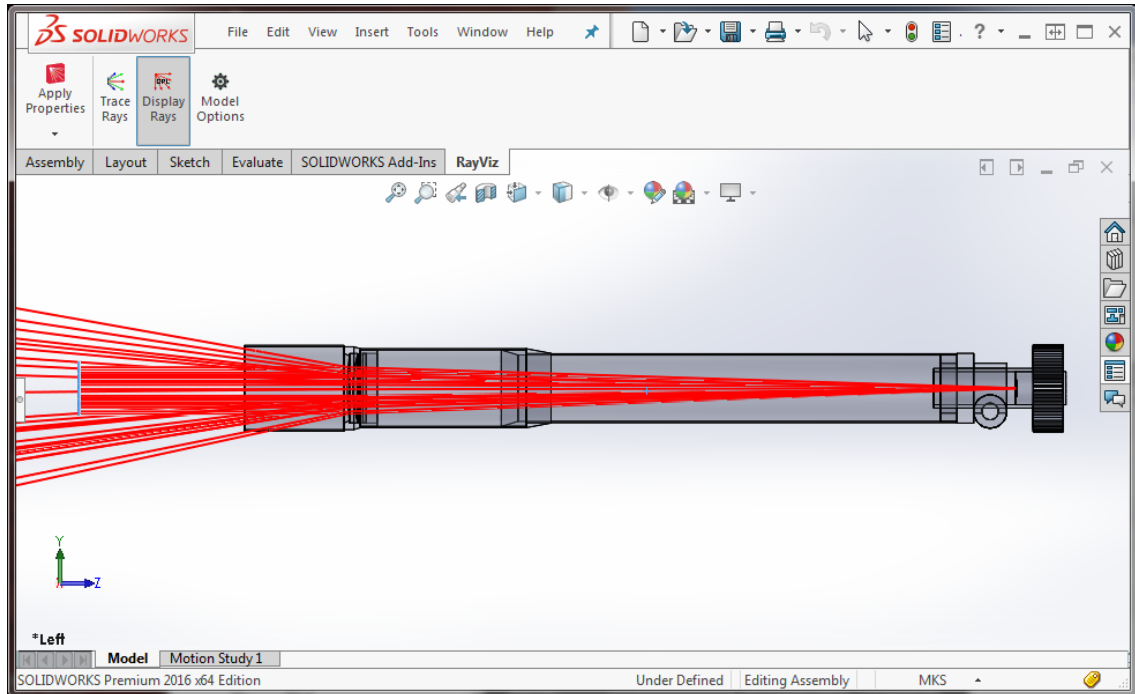 SOLIDWORKS File Edit View Insert Tools Window Help ?
Apply Properties
Trace Rays
OPL
Display Rays
Model Options
Assembly Layout Sketch Evaluate SOLIDWORKS Add-Ins RayViz
Y
Z
*Left
Model Motion Study 1
SOLIDWORKS Premium 2016 x64 Edition Under Defined Editing Assembly MKS